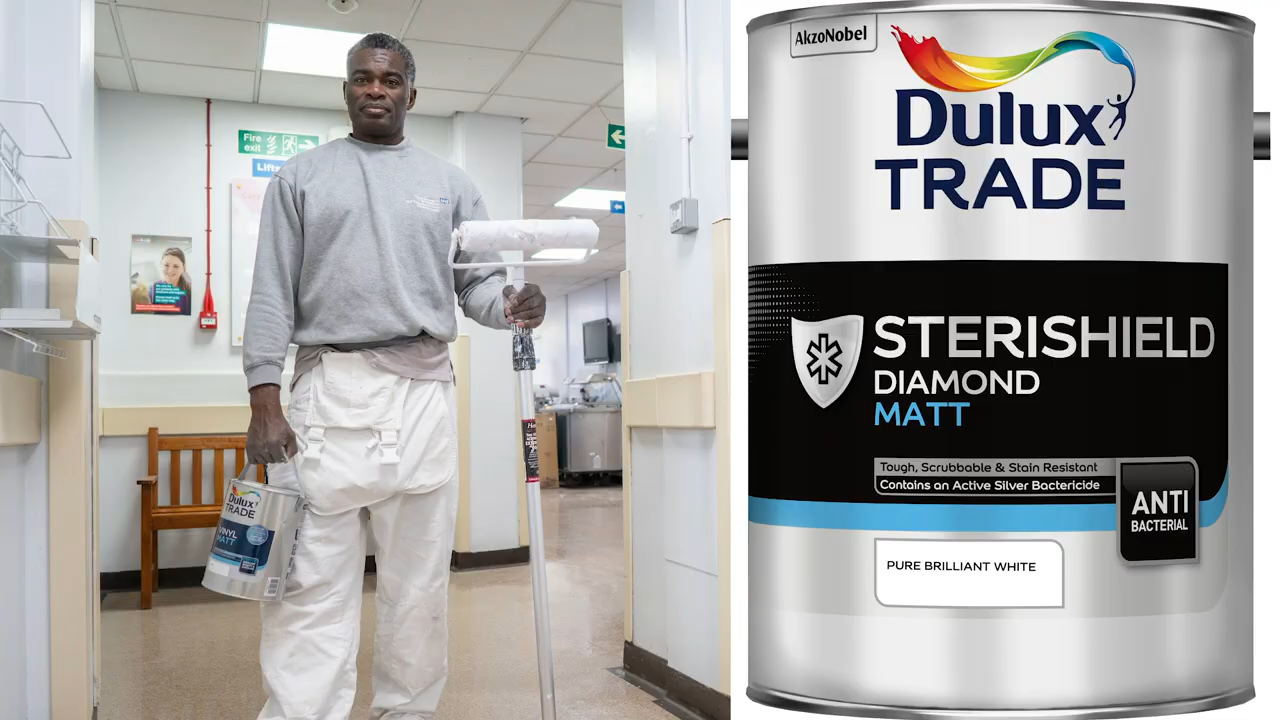 Fire
exit
Lifts
Dulux
TRADE
VINYL
MATT
AkzoNobel
Dulux
TRADE
STERISHIELD
DIAMOND
MATT
Tough, Scrubbable & Stain Resistant
Contains an Active Silver Bactericide
ANTI
BACTERIAL
PURE BRILLIANT WHITE